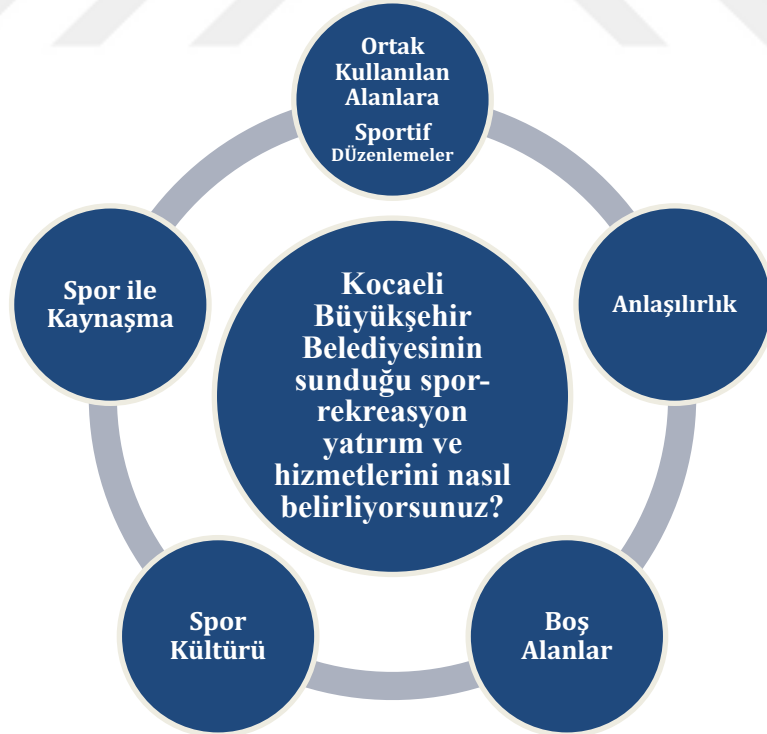 Ortak
Kullanılan
Alanlara
Sportif
DÜzenlemeler
Anlaşılırlık
Boş
Alanlar
Spor
Kültürü
Spor ile
Kaynaşma
Kocaeli
Büyükşehir
Belediyesinin
sunduğu spor-
rekreasyon
yatırım ve
hizmetlerini nasıl
belirliyorsunuz?